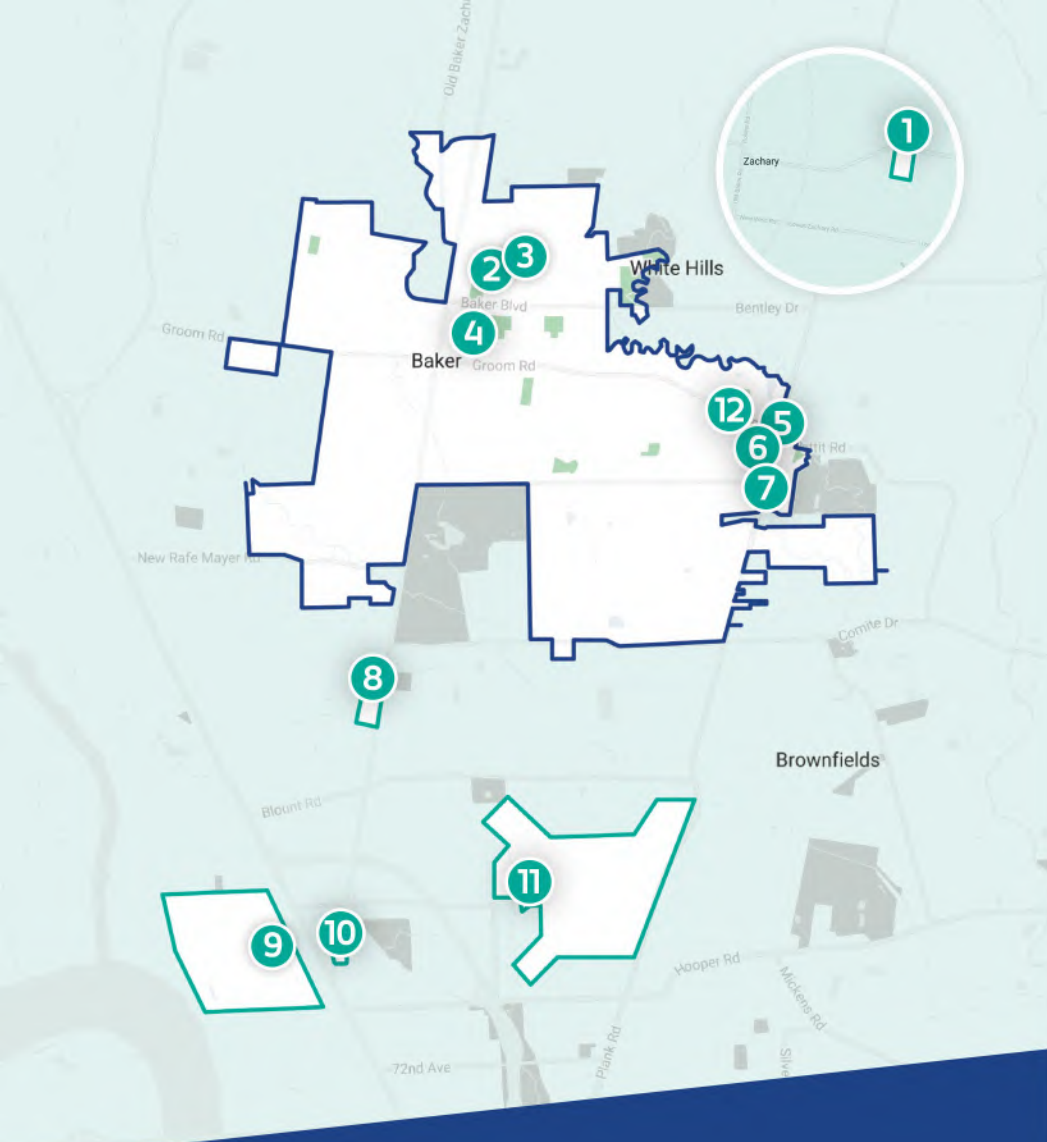 Old Baker Zacha
1
Zachary
3
2
White Hills
Baker Blvd
Bentley Dr
Groom Rd
4
Baker
Groom Rd
12
5
6
7
New Rafe Mayer Rd
Comite Dr
8
Brownfields
Blount Rd
11
10
9
Hooper Rd
Mickens Rd
Plank Rd
72nd Ave
Silve